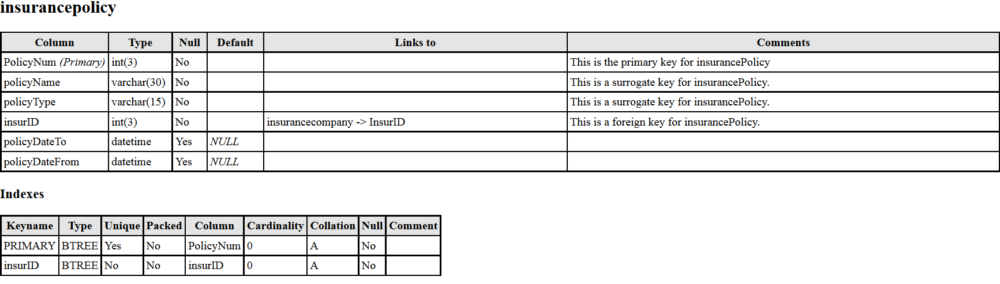 insurancepolicy
Column Type Null Default Links to Comments
PolicyNum (Primary) int(3) No This is the primary key for insurancePolicy
policyName varchar(30) No This is a surrogate key for insurancePolicy.
policyType varchar(15) No This is a surrogate key for insurancePolicy.
insurID int(3) No insurancecompany -> InsurID This is a foreign key for insurancePolicy.
policyDateTo datetime Yes NULL
policyDateFrom datetime Yes NULL
Indexes
Keyname Type Unique Packed Column Cardinality Collation Null Comment
PRIMARY BTREE Yes No PolicyNum 0 A No
insurID BTREE No No insurID 0 A No